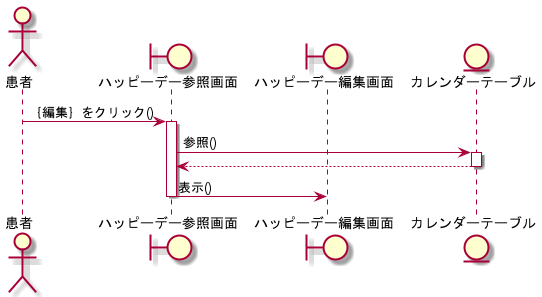 患者
ハッピーデー参照画面
ハッピーデー編集画面
カレンダーテーブル
{編集} をクリック()
参照()
表示()
患者
ハッピーデー参照画面
ハッピーデー編集画面
カレンダーテーブル